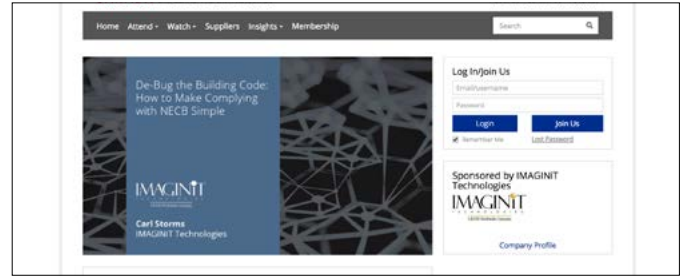 Home Attend Watch Suppliers Insights Membership
Search
De-Bug the Building Code:
How to Make Complying
with NECB Simple
IMAGINiT
TECHNOLOGIES
Carl Storms
IMAGINiT Technologies
Log In/Join Us
Email/username
Password
Login Join Us
Remember Me Lost Password
Sponsored by IMAGINiT
Technologies
IMAGINiT
TECHNOLOGIES
Company Profile